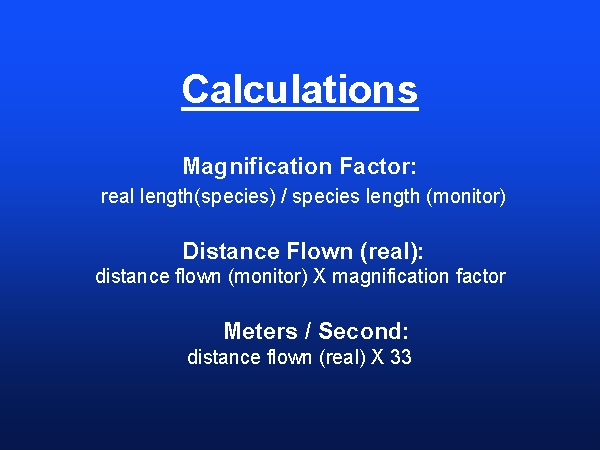 Calculations
Magnification Factor:
real length(species) / species length (monitor)
Distance Flown (real):
distance flown (monitor) X magnification factor
Meters / Second:
distance flown (real) X 33